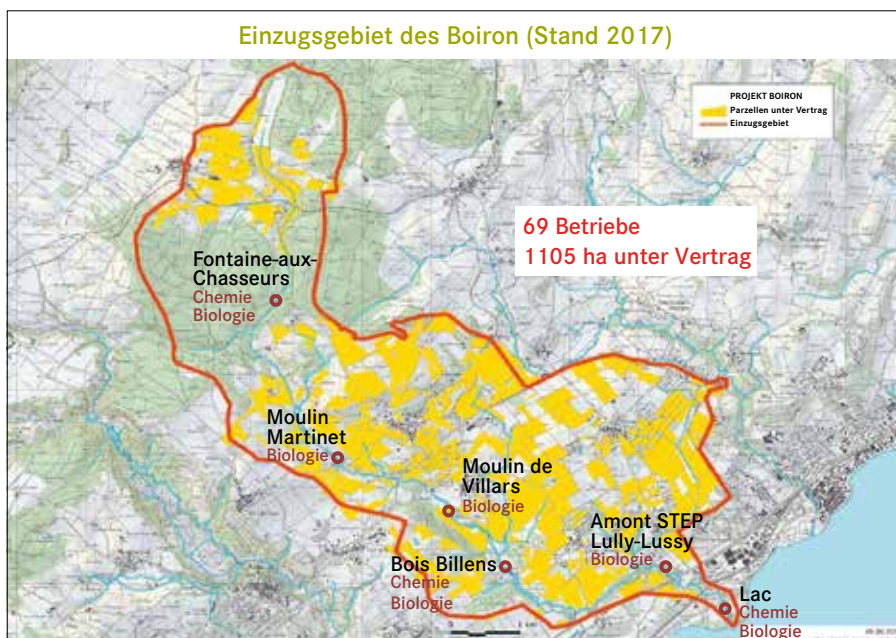 Einzugsgebiet des Boiron (Stand 2017)
PROJEKT BOIRON
Parzellen unter Vertrag
Einzugsgebiet
69 Betriebe
1105 ha unter Vertrag
Fontaine-aux-
Chasseurs
Chemie
Biologie
Moulin
Martinet
Biologie
Moulin de
Villars
Biologie
Amont STEP
Lully-Lussy
Biologie
Bois Billens
Chemie
Biologie
Lac
Chemie
Biologie